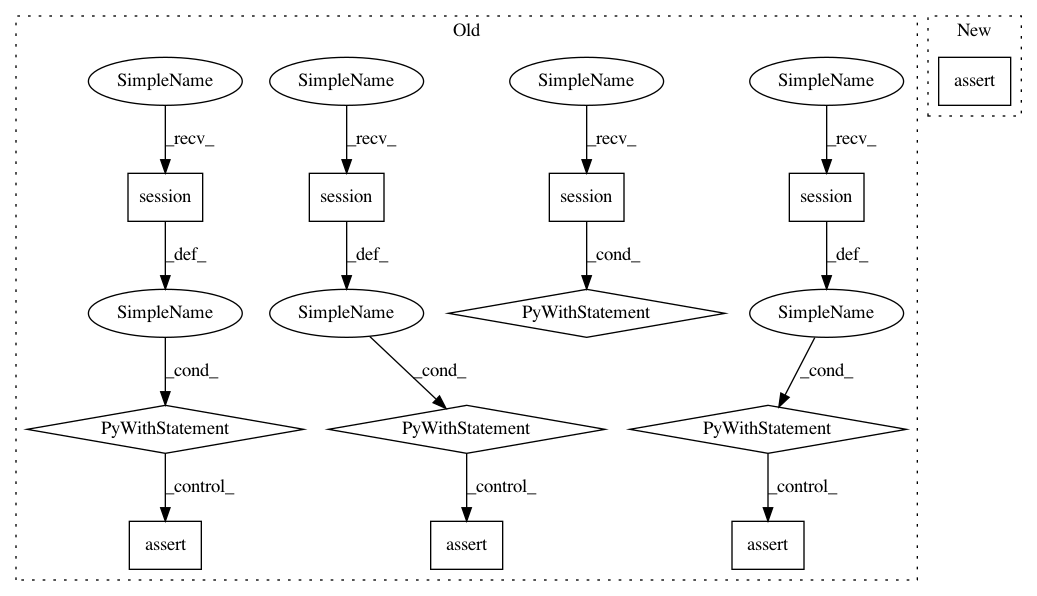 Old
New
SimpleName
SimpleName
SimpleName
SimpleName
assert
_recv_
_recv_
_recv_
_recv_
session
session
session
session
_def_
_def_
_cond_
_def_
SimpleName
SimpleName
PyWithStatement
SimpleName
_cond_
_cond_
_cond_
PyWithStatement
PyWithStatement
PyWithStatement
_control_
_control_
_control_
assert
assert
assert